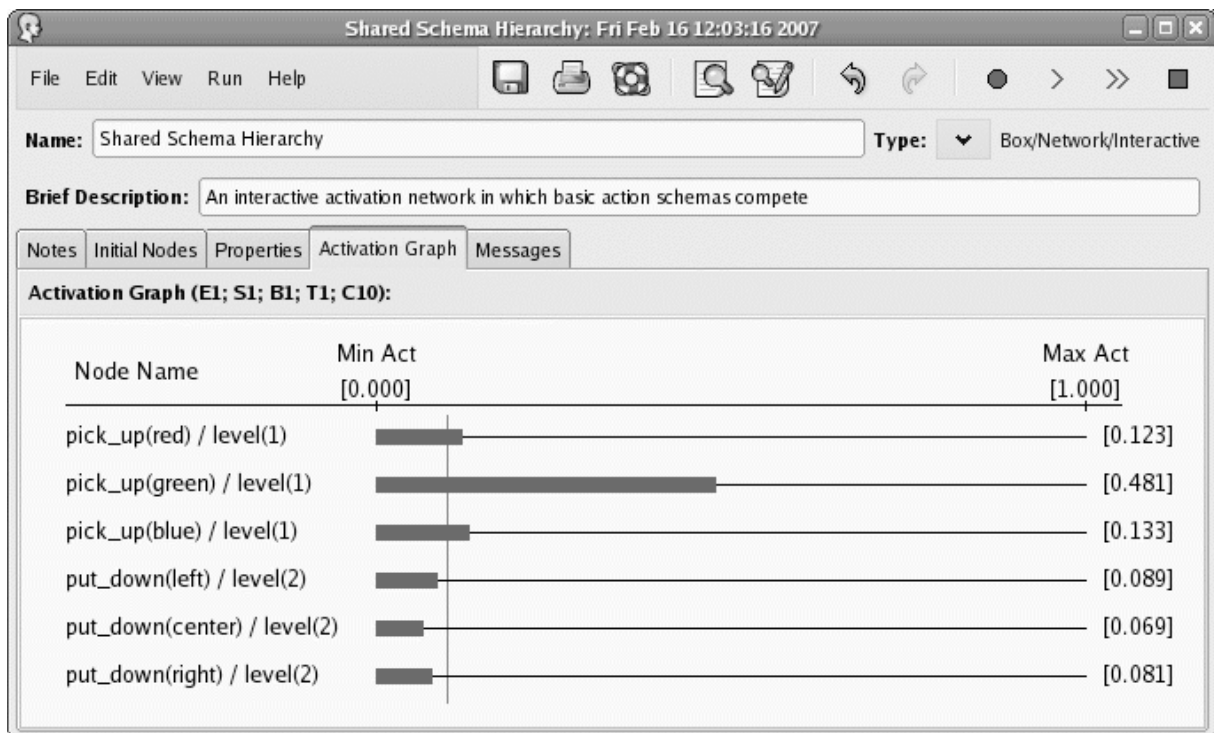 Shared Schema Hierarchy: Fri Feb 16 12:03:16 2007
File Edit View Run Help
Name: Shared Schema Hierarchy Type: Box/Network/Interactive
Brief Description: An interactive activation network in which basic action schemas compete
Notes Initial Nodes Properties Activation Graph Messages
Activation Graph (E1; S1; B1; T1; C10):
Node Name Min Act Max Act
[0.000] [1.000]
pick_up(red) / level(1) [0.123]
pick_up(green) / level(1) [0.481]
pick_up(blue) / level(1) [0.133]
put_down(left) / level(2) [0.089]
put_down(center) / level(2) [0.069]
put_down(right) / level(2) [0.081]